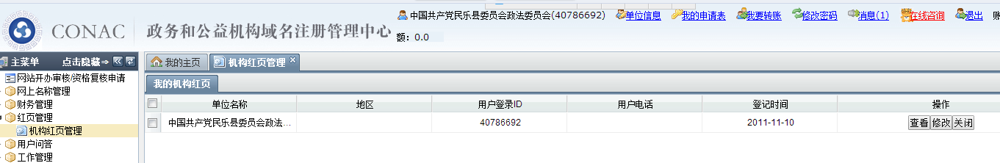 中国共产党民乐县委员会政法委员会(40786692) 单位信息 我的申请表 我要转账 修改密码 消息(1) 在线咨询 退出 账
额：0.0
CONAC 政务和公益机构域名注册管理中心
主菜单 点击隐藏⇒
我的主页 机构红页管理
网站开办审核/资格复核申请
网上名称管理
财务管理
红页管理
机构红页管理
用户问答
工作管理
我的机构红页
单位名称 地区 用户登录ID 用户电话 登记时间 操作
中国共产党民乐县委员会政法... 40786692 2011-11-10 查看 修改 关闭